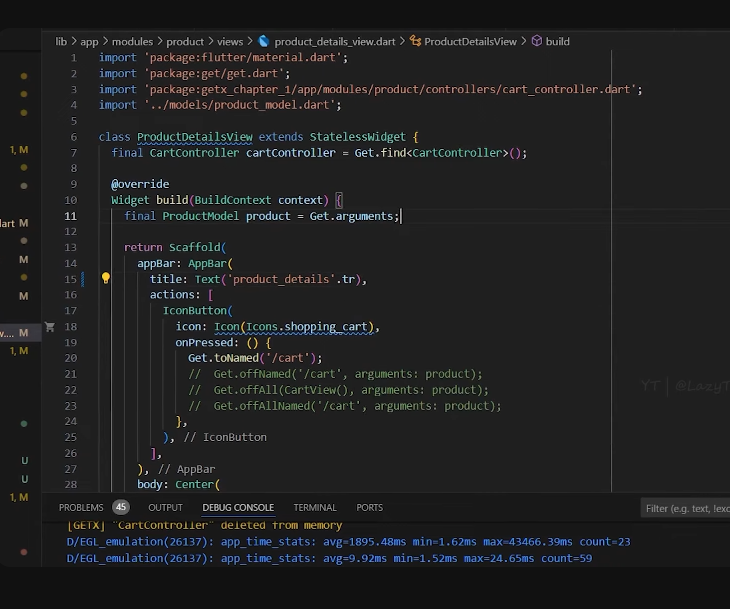 lib > app > modules > product > views > product_details_view.dart > ProductDetailsView > build
1 import 'package:flutter/material.dart';
2 import 'package:get/get.dart';
3 import 'package:getx_chapter_1/app/modules/product/controllers/cart_controller.dart';
4 import '../models/product_model.dart';
5
1, M
6 class ProductDetailsView extends StatelessWidget {
7 final CartController cartController = Get.find<CartController>();
8
9 @override
10 Widget build(BuildContext context) {
11 final ProductModel product = Get.arguments;
dart M
12
13 return Scaffold(
14 appBar: AppBar(
M
15 title: Text('product_details'.tr),
16 actions: [
M
17 IconButton(
18 icon: Icon(Icons.shopping_cart),
w.... M
19 onPressed: () {
1, M
20 Get.toNamed('/cart');
21 // Get.offNamed('/cart', arguments: product);
22 // Get.offAll(CartView(), arguments: product);
YT | @LazyT
23 // Get.offAllNamed('/cart', arguments: product);
24 },
25 ), // IconButton
26 ],
U
27 ), // AppBar
U
28 body: Center(
1, M
PROBLEMS 45 OUTPUT DEBUG CONSOLE TERMINAL PORTS Filter (e.g. text, !exc
[GETX] "CartController" deleted from memory
D/EGL_emulation(26137): app_time_stats: avg=1895.48ms min=1.62ms max=43466.39ms count=23
D/EGL_emulation(26137): app_time_stats: avg=9.92ms min=1.52ms max=24.65ms count=59